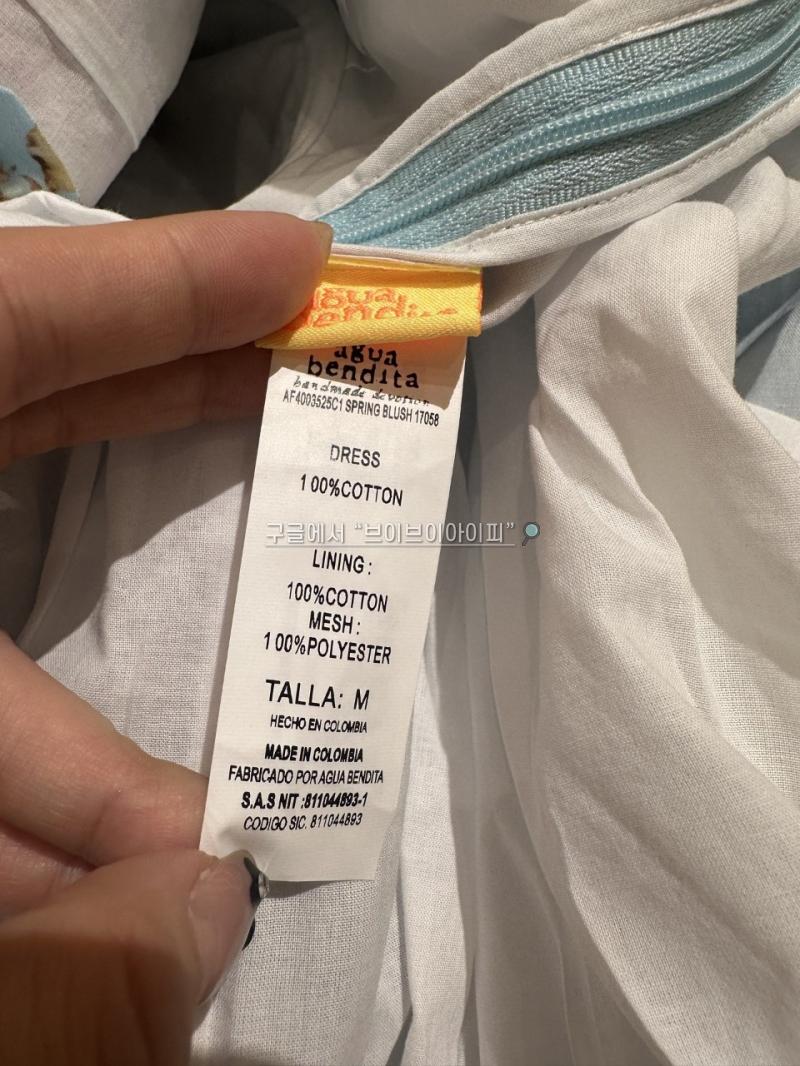 agua
bendita
agua
bendita
handmade devotion
AF4003525C1 SPRING BLUSH 17058
DRESS
100%COTTON
구글에서 “브이브이아이피”
LINING:
100%COTTON
MESH:
100%POLYESTER
TALLA: M
HECHO EN COLOMBIA
MADE IN COLOMBIA
FABRICADO POR AGUA BENDITA
S.A.S NIT :811044893-1
CODIGO SIC. 811044893